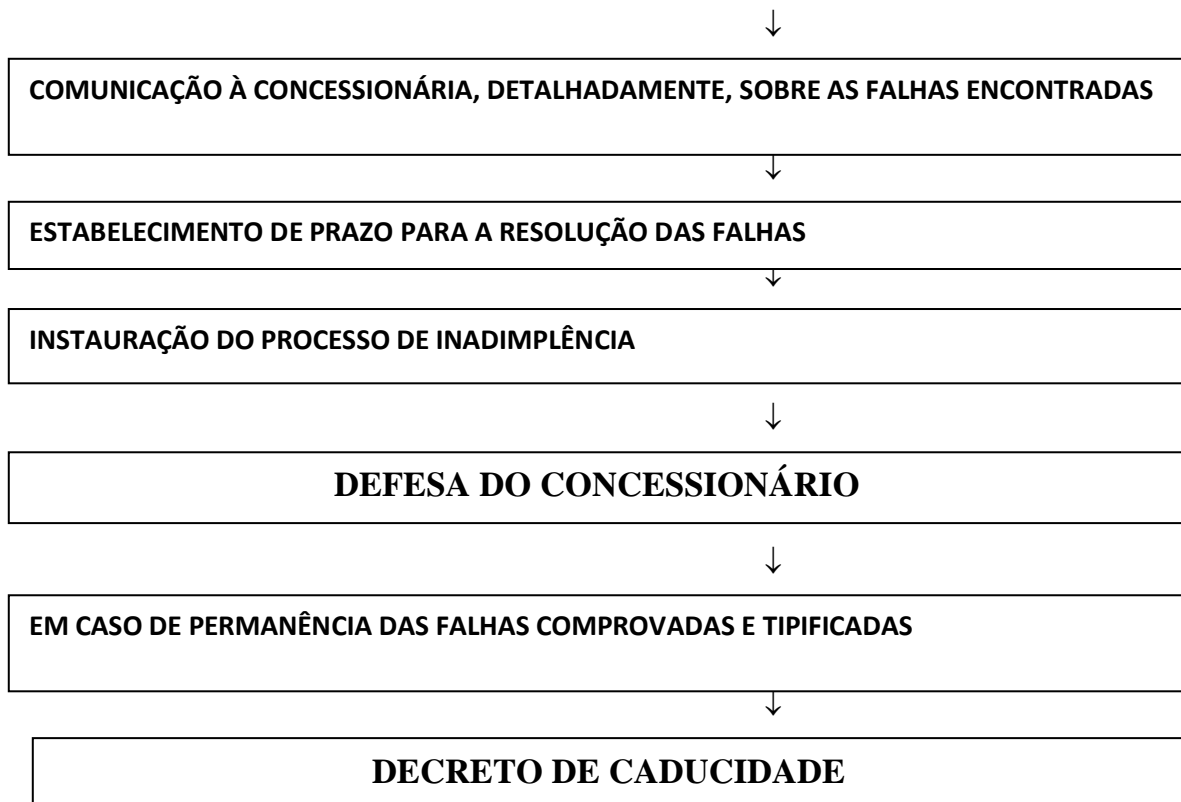 ↓
COMUNICAÇÃO À CONCESSIONÁRIA, DETALHADAMENTE, SOBRE AS FALHAS ENCONTRADAS
↓
ESTABELECIMENTO DE PRAZO PARA A RESOLUÇÃO DAS FALHAS
↓
INSTAURAÇÃO DO PROCESSO DE INADIMPLÊNCIA
↓
DEFESA DO CONCESSIONÁRIO
↓
EM CASO DE PERMANÊNCIA DAS FALHAS COMPROVADAS E TIPIFICADAS
↓
DECRETO DE CADUCIDADE